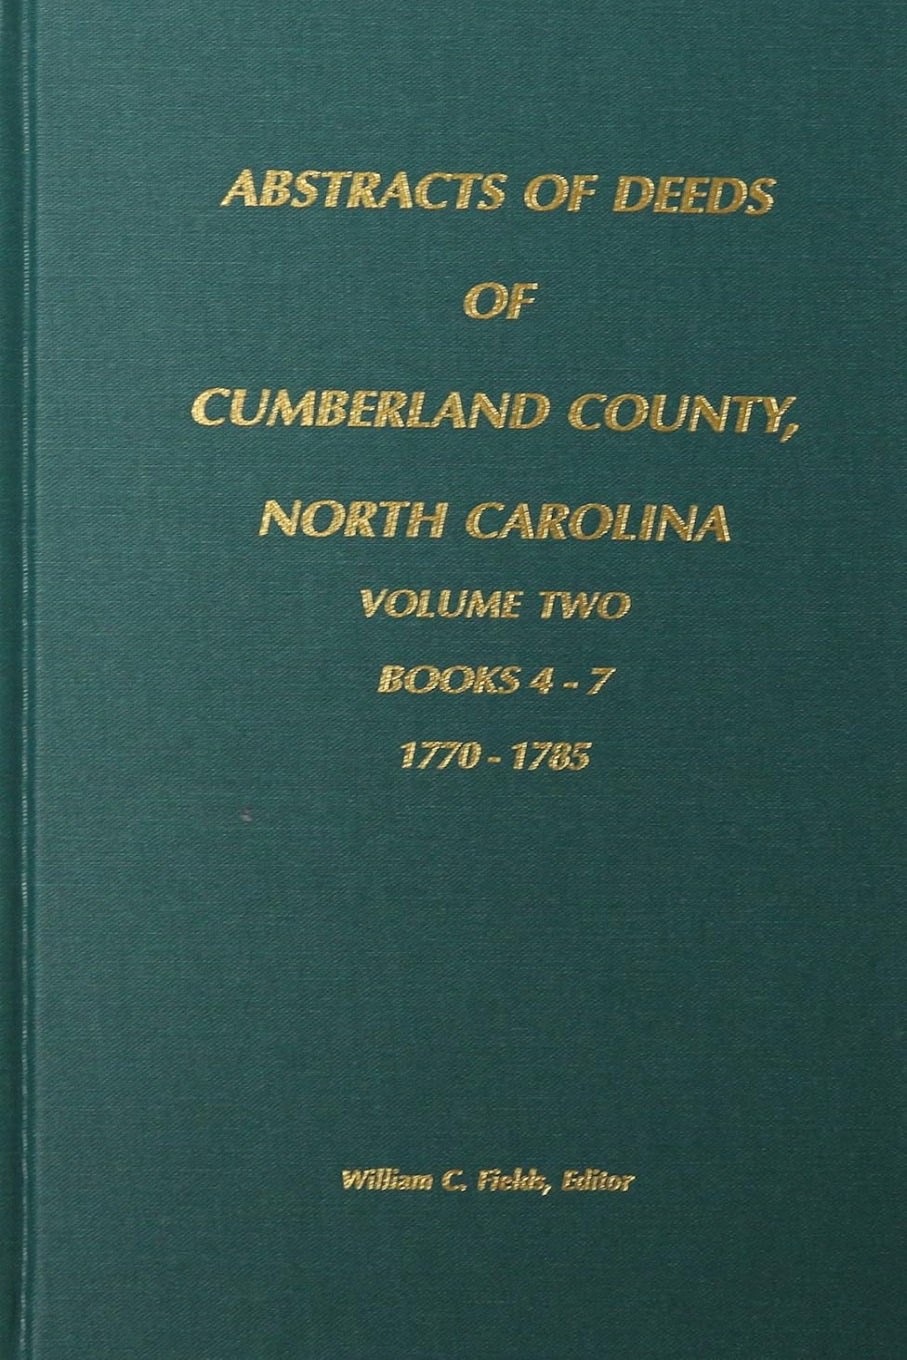 ABSTRACTS OF DEEDS
OF
CUMBERLAND COUNTY,
NORTH CAROLINA
VOLUME TWO
BOOKS 4 - 7
1770 - 1785
William C. Fields, Editor